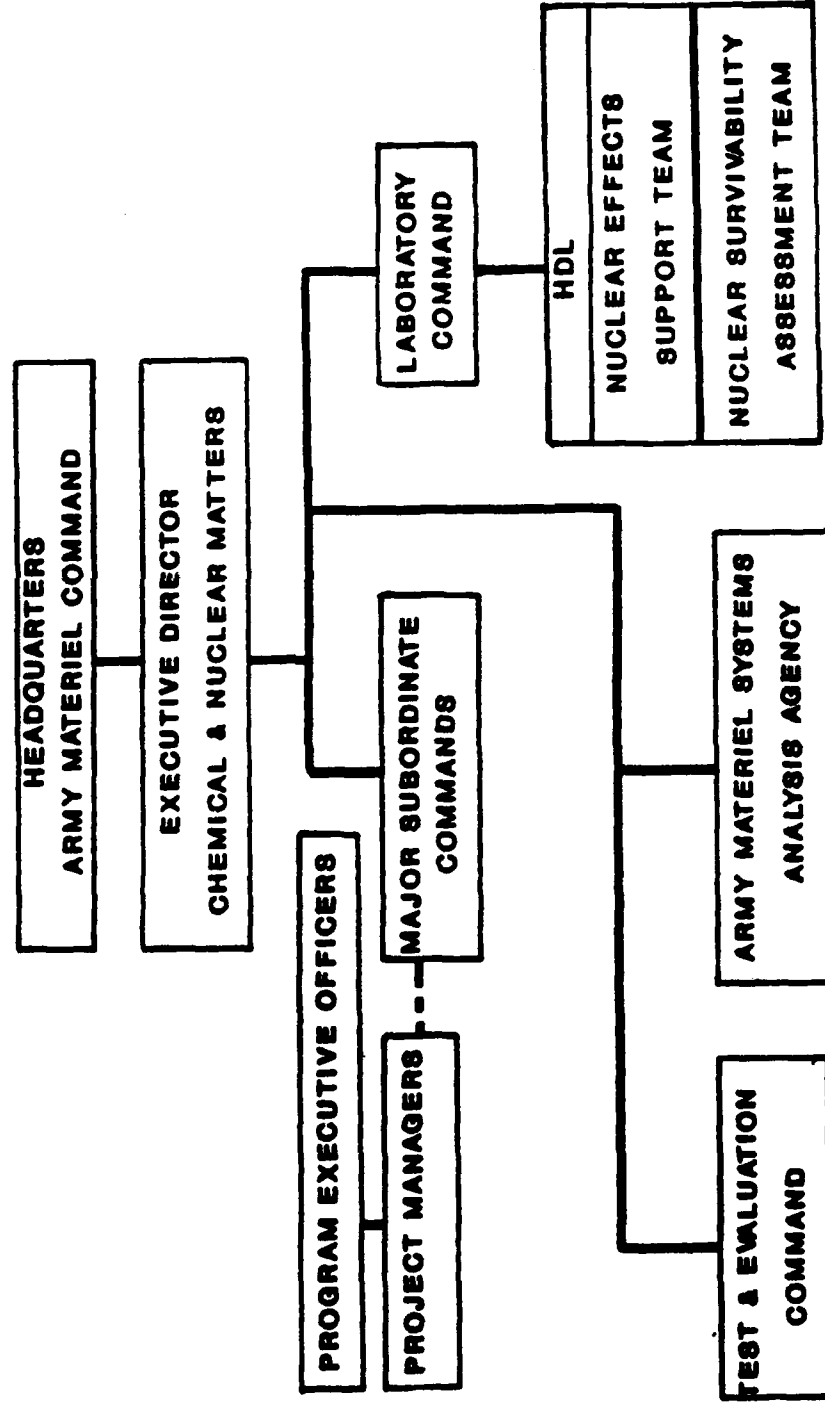 HEADQUARTERS
ARMY MATERIEL COMMAND
EXECUTIVE DIRECTOR
CHEMICAL & NUCLEAR MATTERS
PROGRAM EXECUTIVE OFFICERS
PROJECT MANAGERS
MAJOR SUBORDINATE
COMMANDS
LABORATORY
COMMAND
HDL
NUCLEAR EFFECTS
SUPPORT TEAM
NUCLEAR SURVIVABILITY
ASSESSMENT TEAM
TEST & EVALUATION
COMMAND
ARMY MATERIEL SYSTEMS
ANALYSIS AGENCY